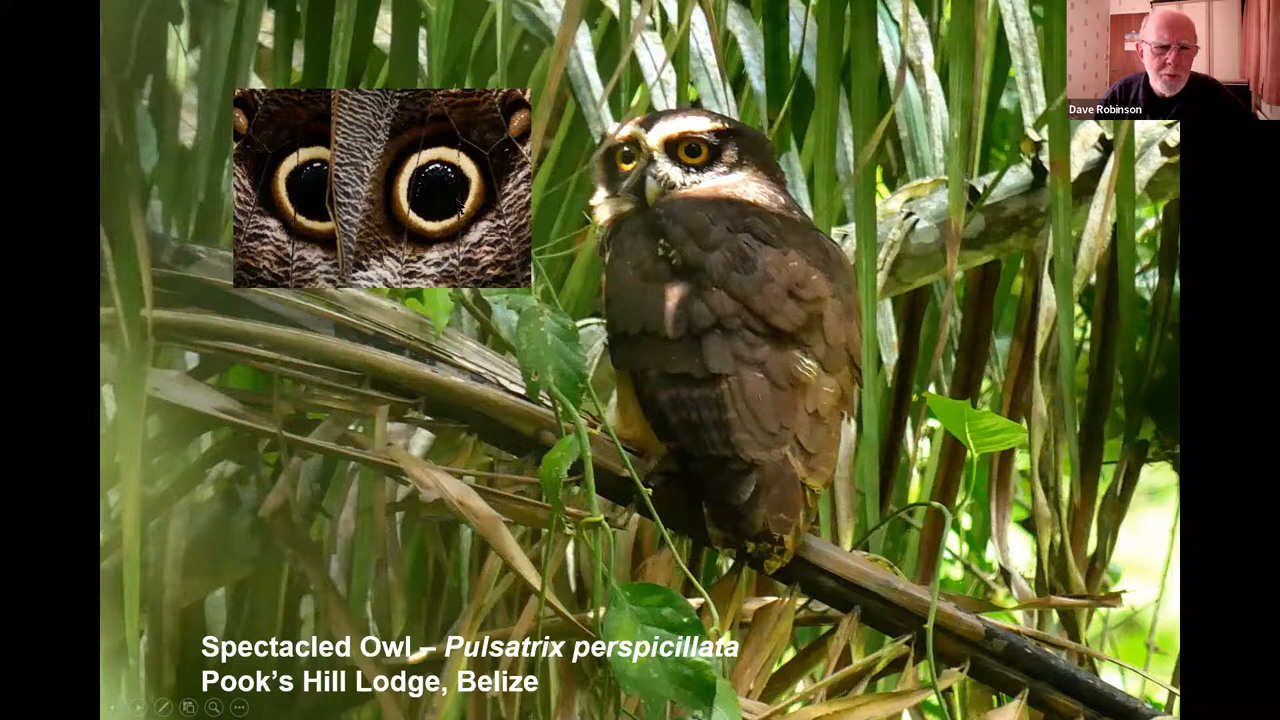 Dave Robinson
Spectacled Owl – Pulsatrix perspicillata
Pook's Hill Lodge, Belize